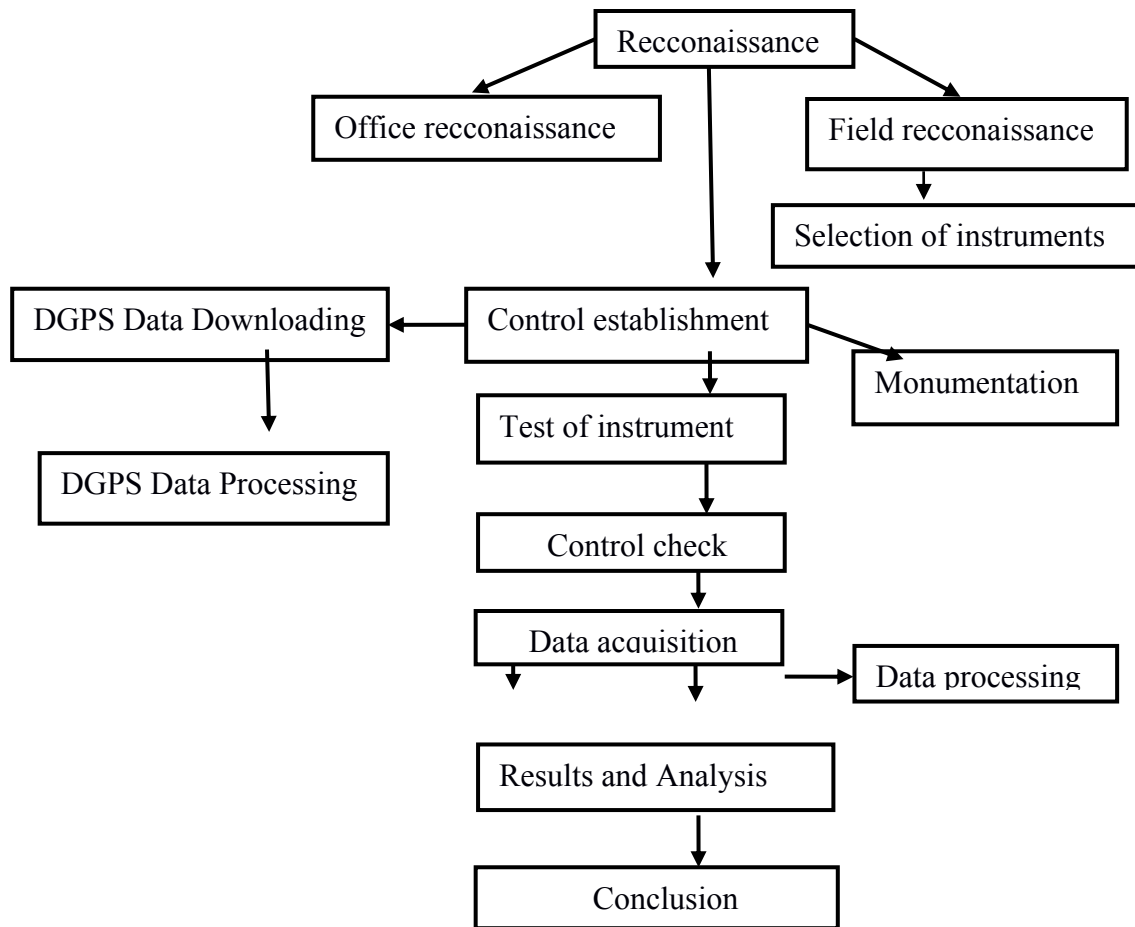 Recconaissance
Office recconaissance
Field recconaissance
Selection of instruments
DGPS Data Downloading
Control establishment
Monumentation
Test of instrument
DGPS Data Processing
Control check
Data acquisition
Data processing
Results and Analysis
Conclusion